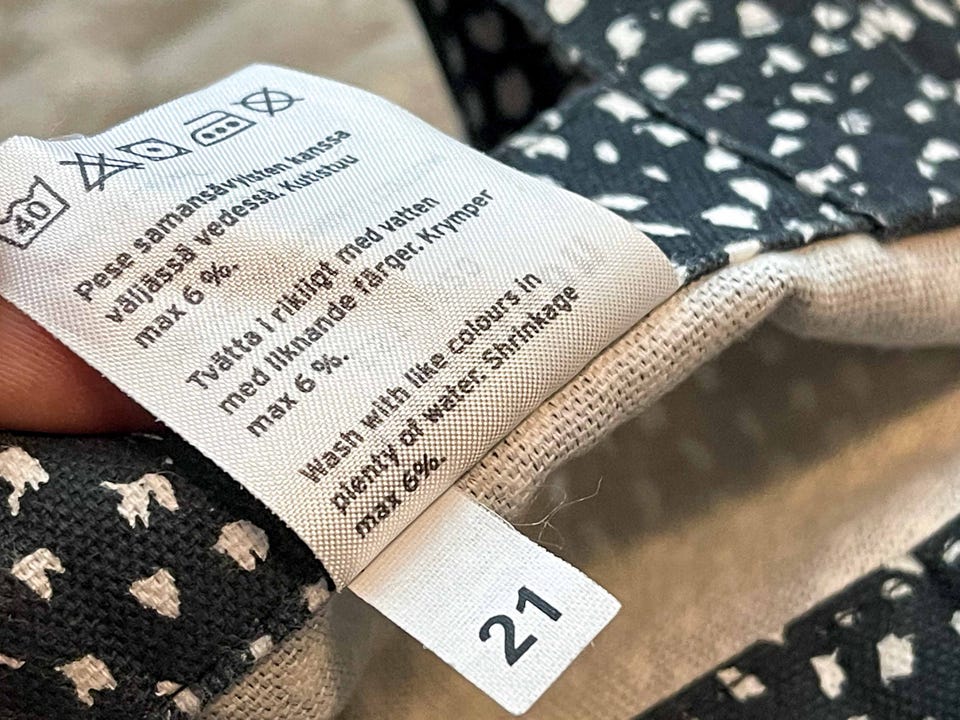 40
Pese samansävyisten kanssa
väljässä vedessä. Kutistuu
max 6 %.
Tvätta i rikiligt med vatten
med liknande färger. Krymper
max 6 %.
Wash with like colours in
plenty of water. Shrinkage
max 6%.
21